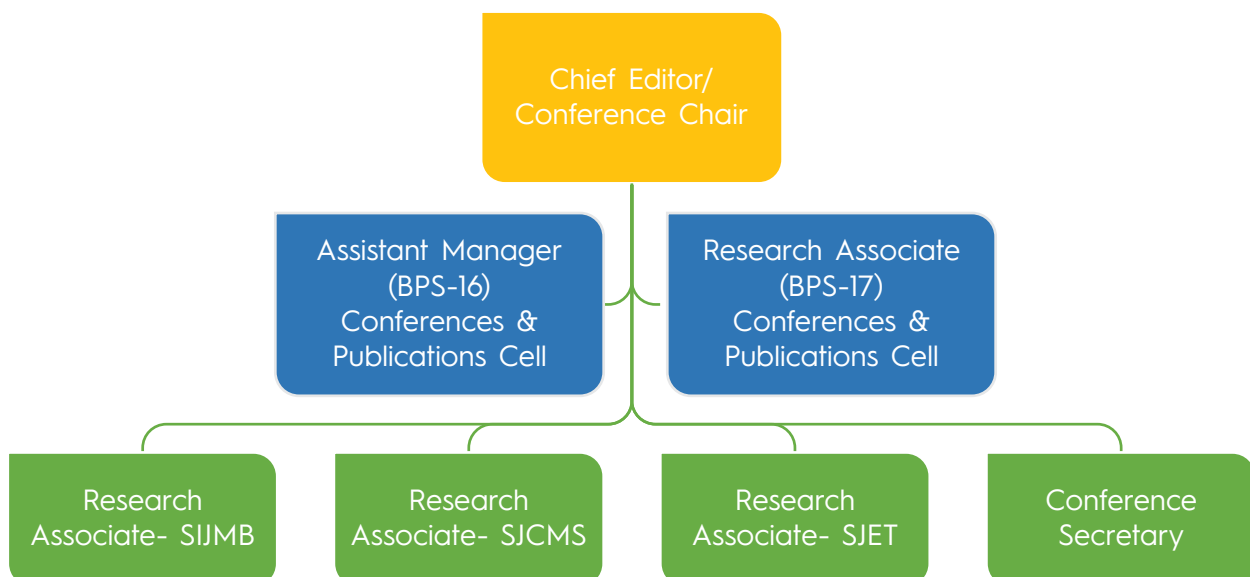 Chief Editor/
Conference Chair
Assistant Manager
(BPS-16)
Conferences &
Publications Cell
Research Associate
(BPS-17)
Conferences &
Publications Cell
Research
Associate- SIJMB
Research
Associate- SJCMS
Research
Associate- SJET
Conference
Secretary